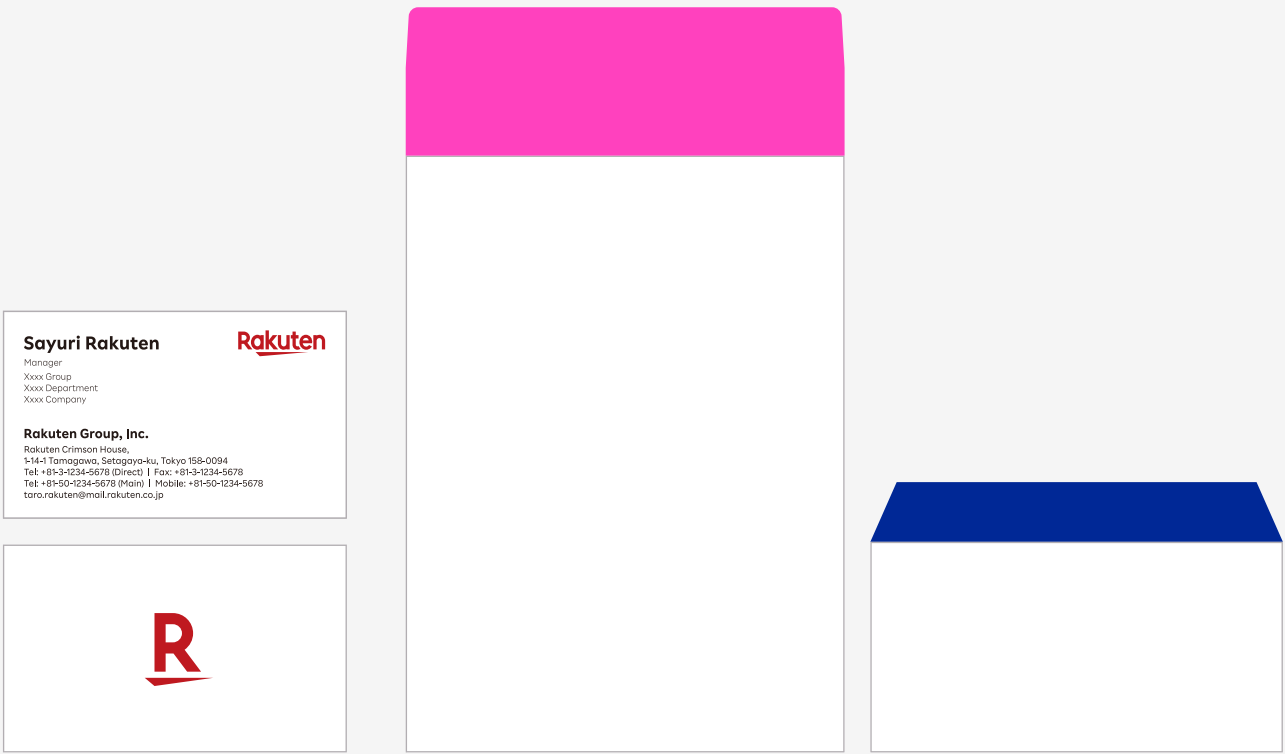 Sayuri Rakuten
Rakuten
Manager
Xxxx Group
Xxxx Department
Xxxx Company
Rakuten Group, Inc.
Rakuten Crimson House,
1-14-1 Tamagawa, Setagaya-ku, Tokyo 158-0094
Tel: +81-3-1234-5678 (Direct) | Fax: +81-3-1234-5678
Tel: +81-50-1234-5678 (Main) | Mobile: +81-50-1234-5678
taro.rakuten@mail.rakuten.co.jp
R